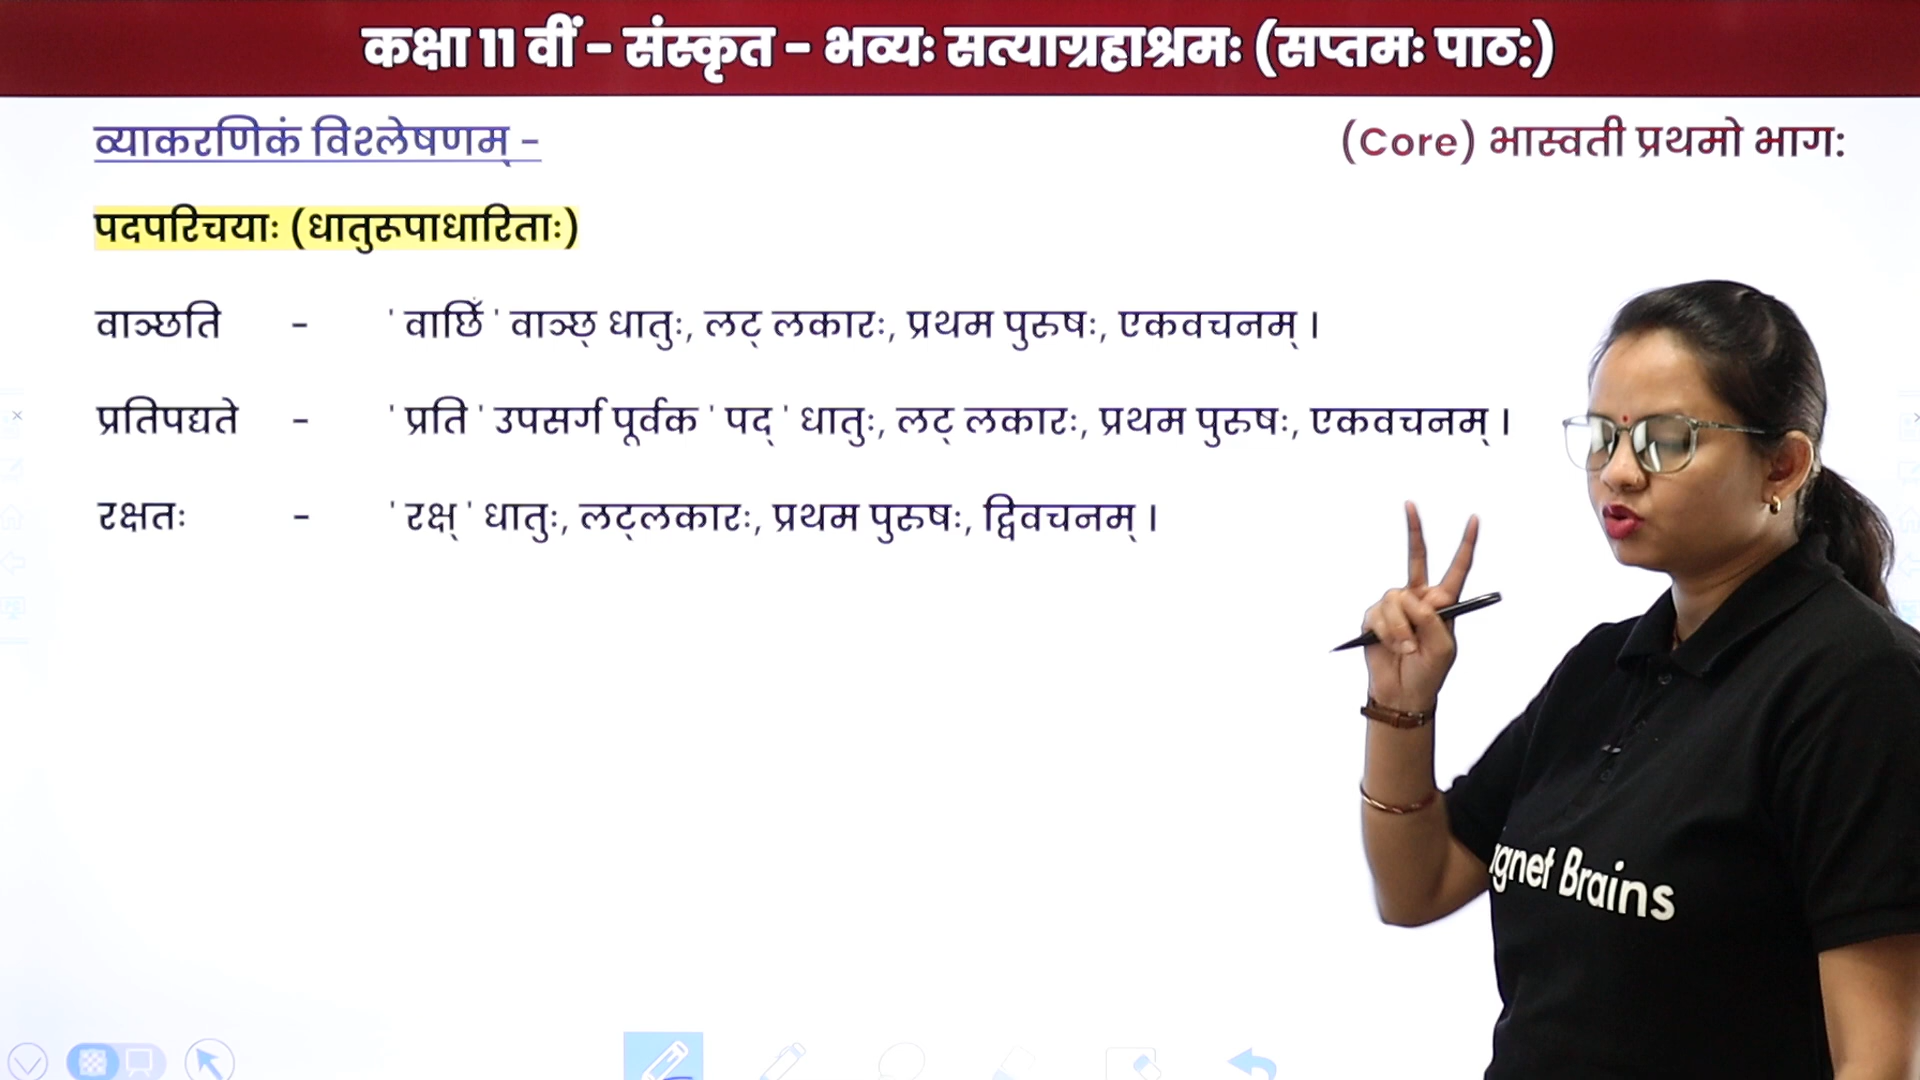 कक्षा 11 वीं - संस्कृत - भव्यः सत्याग्रहाश्रमः (सप्तमः पाठ:)
व्याकरणिकं विश्लेषणम् -
(Core) भास्वती प्रथमो भाग:
पदपरिचयाः (धातुरूपाधारिताः)
वाञ्छति - ' वाछिँ ' वाञ्छ् धातुः, लट् लकारः, प्रथम पुरुषः, एकवचनम् ।
प्रतिपद्यते - ' प्रति ' उपसर्ग पूर्वक ' पद् ' धातुः, लट् लकारः, प्रथम पुरुषः, एकवचनम् ।
रक्षतः - ' रक्ष् ' धातुः, लट्लकारः, प्रथम पुरुषः, द्विवचनम् ।
gnet Brains